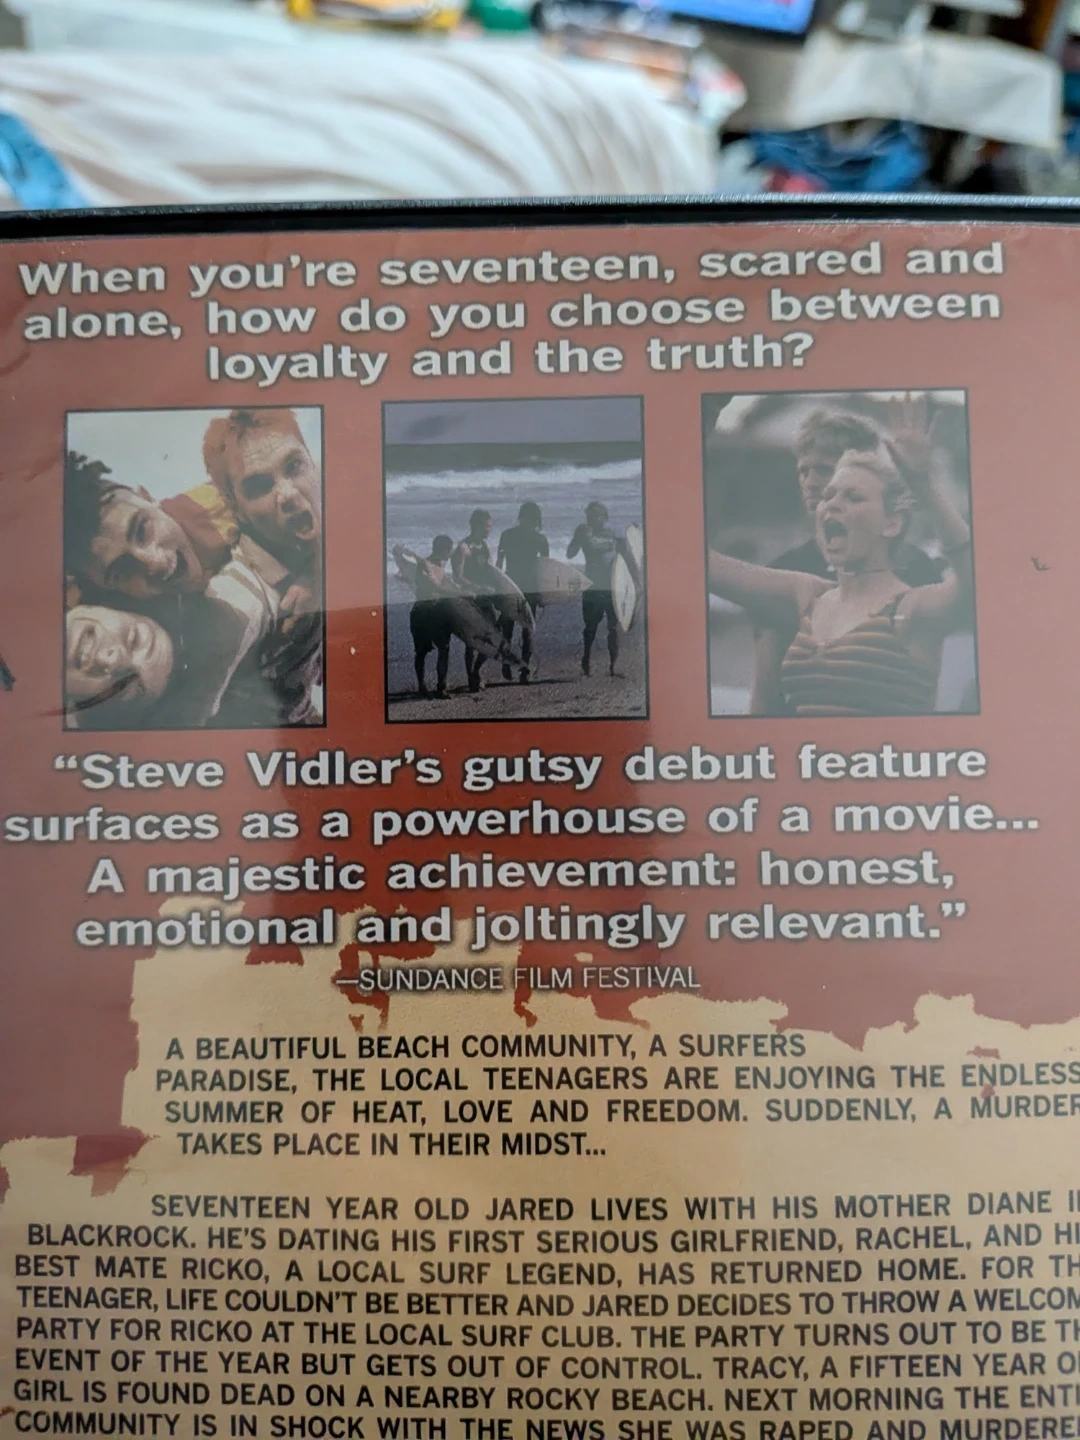 When you're seventeen, scared and
alone, how do you choose between
loyalty and the truth?
“Steve Vidler's gutsy debut feature
surfaces as a powerhouse of a movie...
A majestic achievement: honest,
emotional and joltingly relevant.”
—SUNDANCE FILM FESTIVAL
A BEAUTIFUL BEACH COMMUNITY, A SURFERS
PARADISE, THE LOCAL TEENAGERS ARE ENJOYING THE ENDLESS
SUMMER OF HEAT, LOVE AND FREEDOM. SUDDENLY, A MURDER
TAKES PLACE IN THEIR MIDST...
SEVENTEEN YEAR OLD JARED LIVES WITH HIS MOTHER DIANE
BLACKROCK. HE'S DATING HIS FIRST SERIOUS GIRLFRIEND, RACHEL, AND
BEST MATE RICKO, A LOCAL SURF LEGEND, HAS RETURNED HOME. FOR
TEENAGER, LIFE COULDN'T BE BETTER AND JARED DECIDES TO THROW A
PARTY FOR RICKO AT THE LOCAL SURF CLUB. THE PARTY TURNS OUT TO BE
EVENT OF THE YEAR BUT GETS OUT OF CONTROL. TRACY, A FIFTEEN YEAR
GIRL IS FOUND DEAD ON A NEARBY ROCKY BEACH. NEXT MORNING THE
COMMUNITY IS IN SHOCK WITH THE NEWS SHE WAS RAPED AND